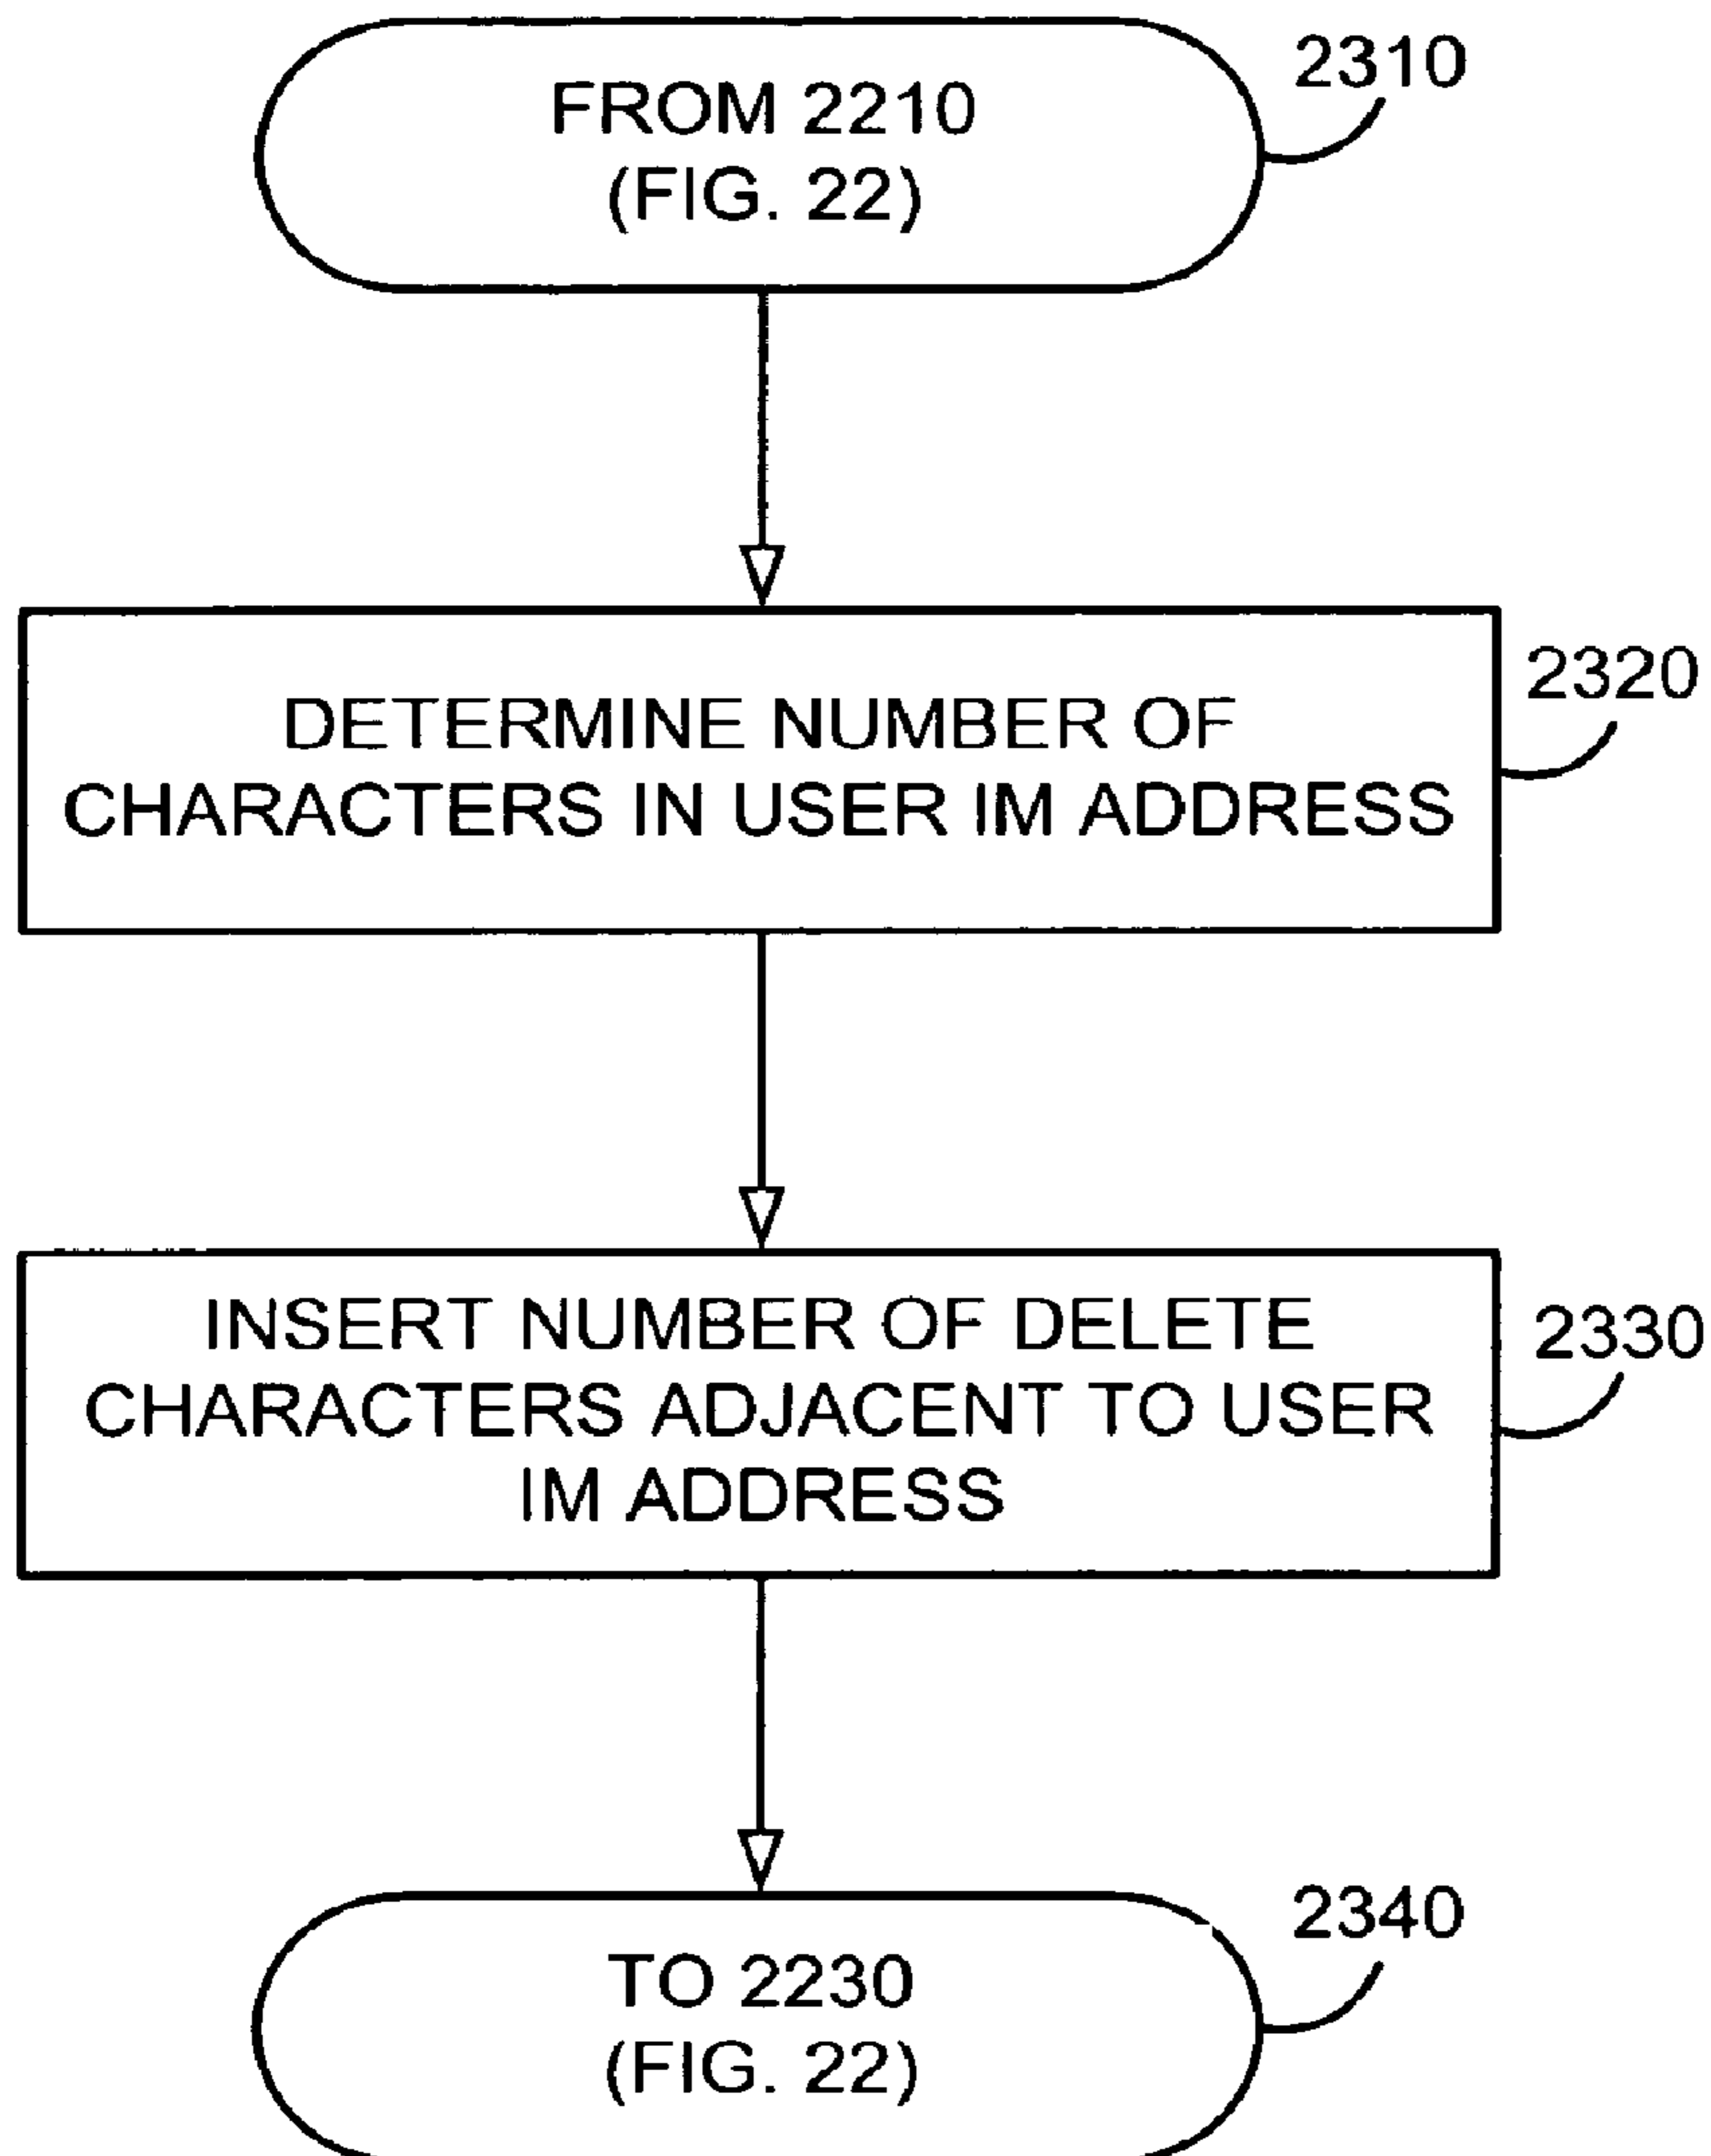 FROM 2210
(FIG. 22)
2310
DETERMINE NUMBER OF
CHARACTERS IN USER IM ADDRESS
2320
INSERT NUMBER OF DELETE
CHARACTERS ADJACENT TO USER
IM ADDRESS
2330
TO 2230
(FIG. 22)
2340